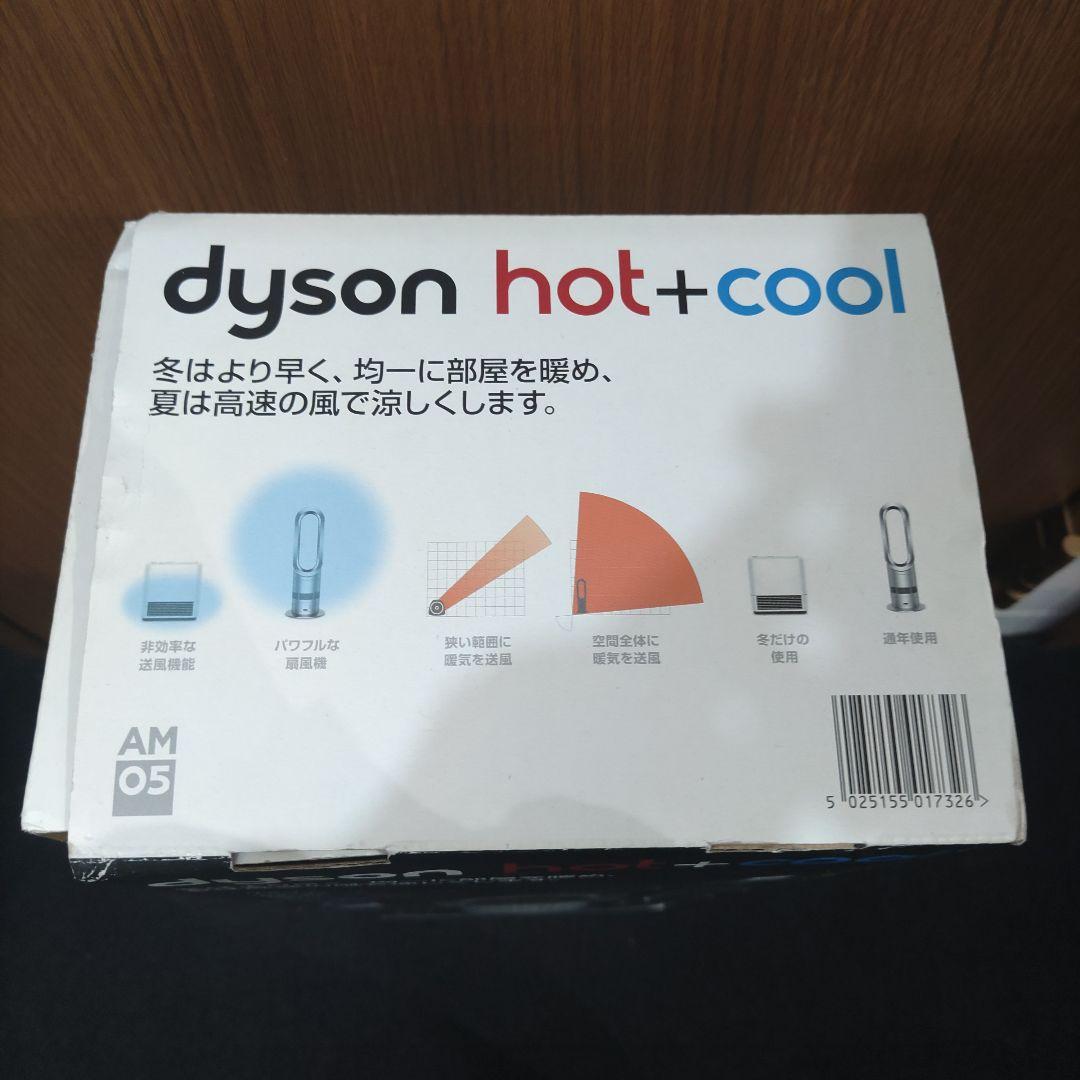 dyson hot+cool
冬はより早く、均一に部屋を暖め、
夏は高速の風で涼しくします。
非効率な
送風機能
パワフルな
扇風機
狭い範囲に
暖気を送風
空間全体に
暖気を送風
冬だけの
使用
通年使用
AM
05
5 025155 017326 >
dyson hot+cool